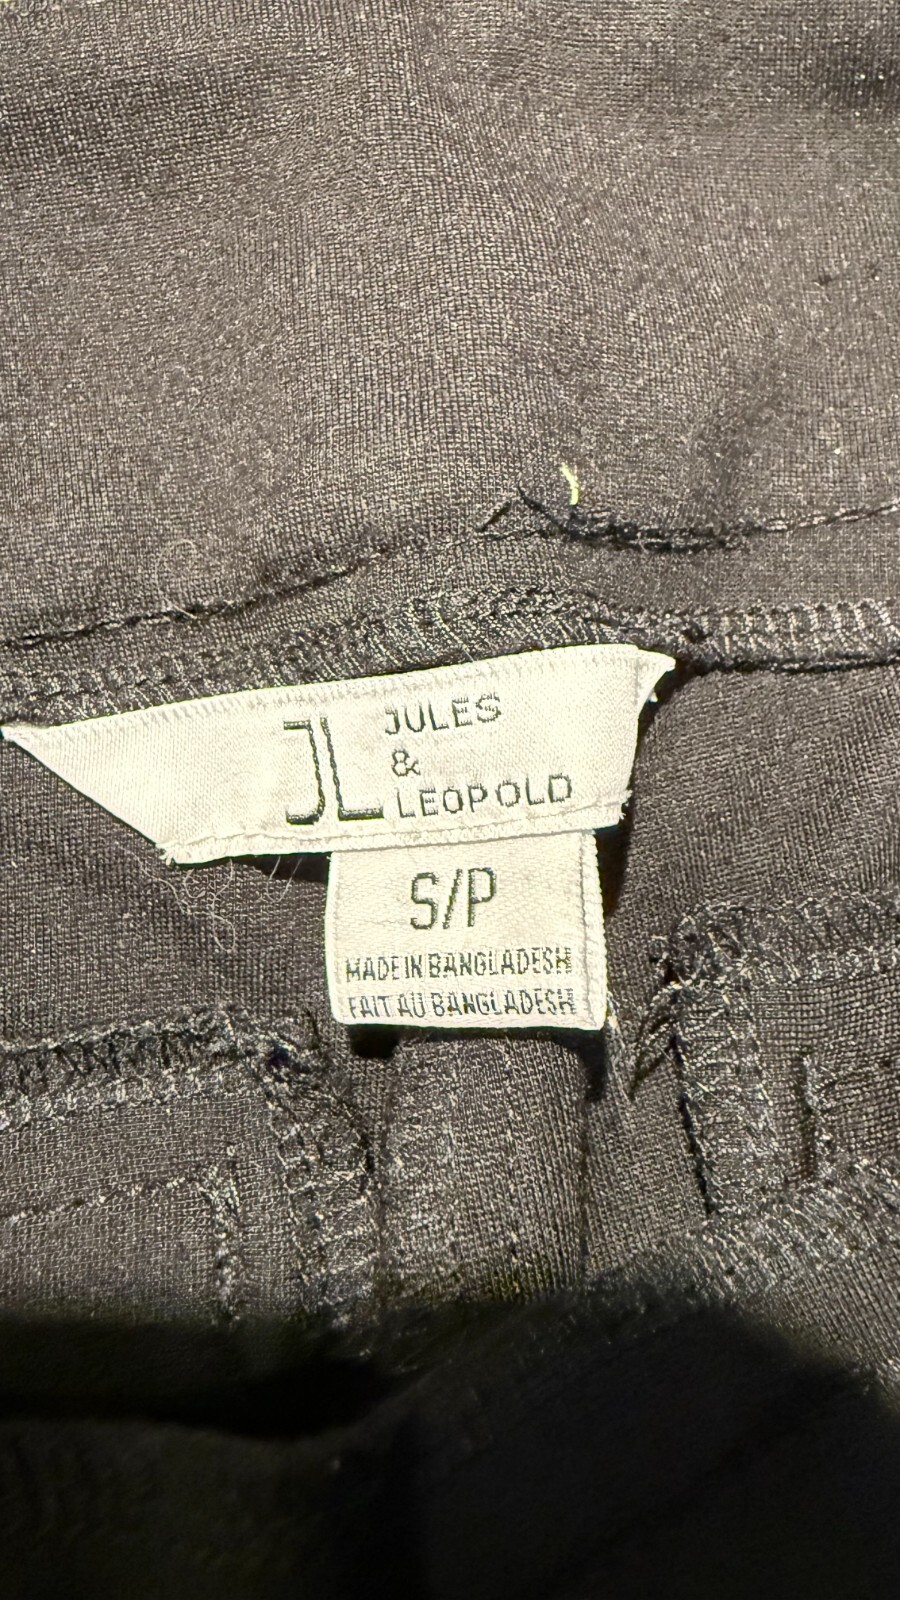 JL
JULES
&
LEOPOLD
S/P
MADE IN BANGLADESH
FAIT AU BANGLADESH